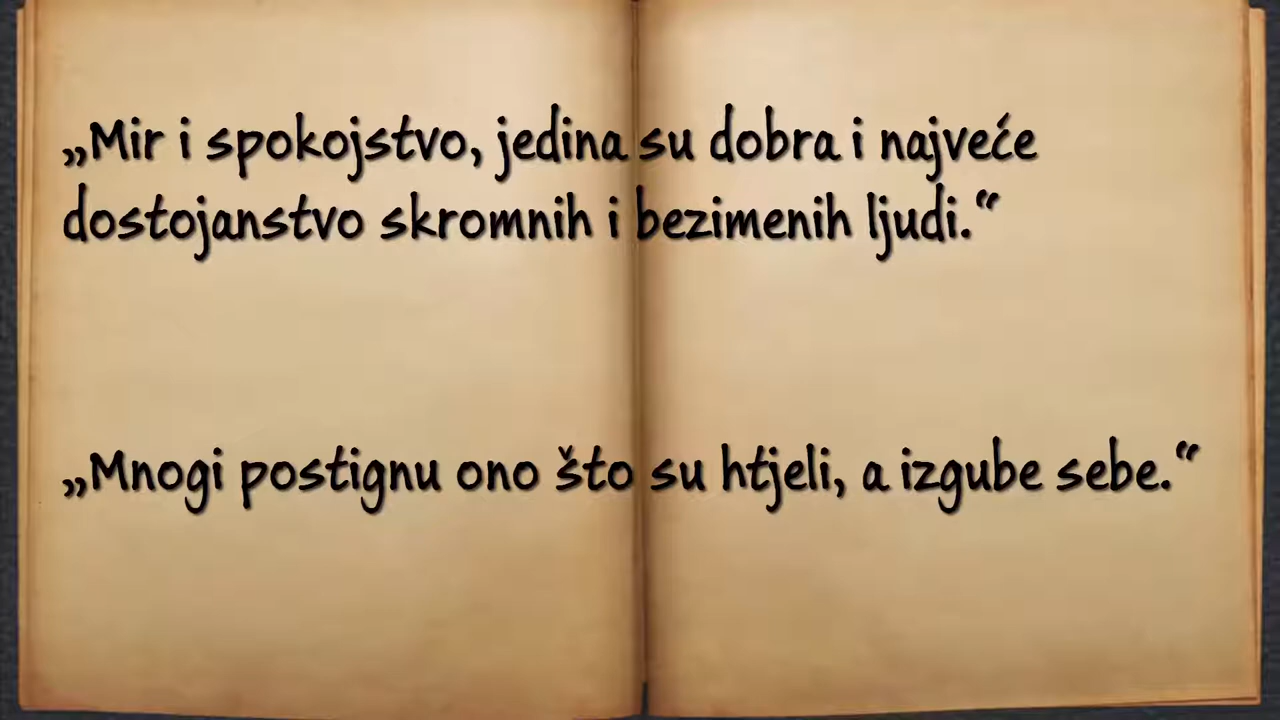 „Mir i spokojstvo, jedina su dobra i najveće
dostojanstvo skromnih i bezimenih ljudi.“
„Mnogi postignu ono što su htjeli, a izgube sebe.“